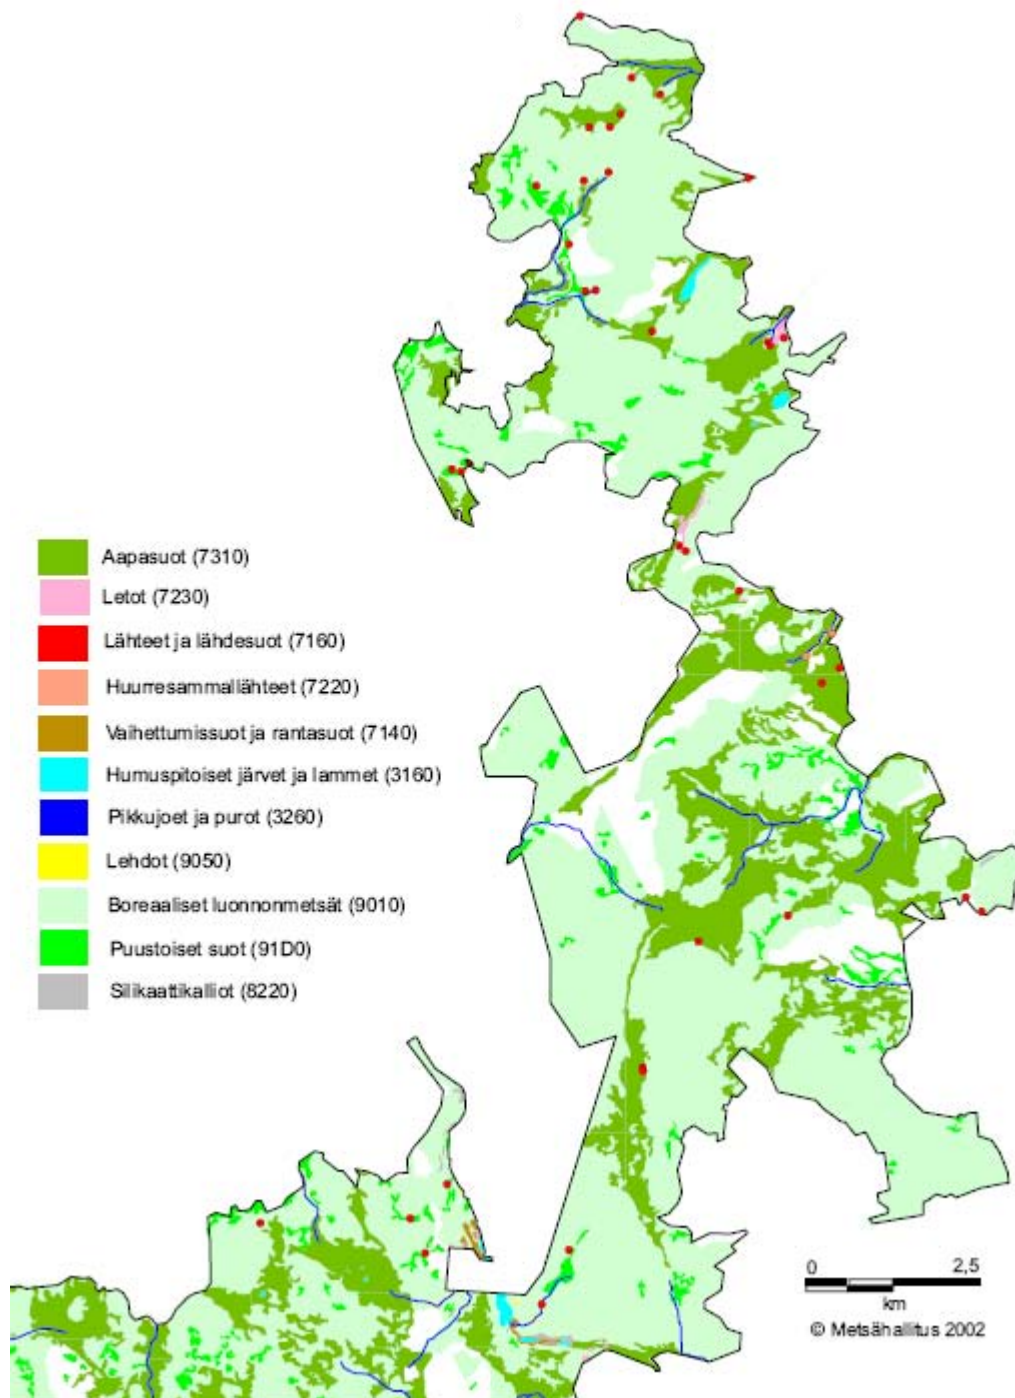 Aapasuot (7310)
Letot (7230)
Lähteet ja lähdesuot (7160)
Huurresammallähteet (7220)
Vaihettumissuot ja rantasuot (7140)
Humuspitoiset järvet ja lammet (3160)
Pikkujoet ja purot (3260)
Lehdot (9050)
Boreaaliset luonnonmetsät (9010)
Puustoiset suot (91D0)
Silikaattikalliot (8220)
0 2,5
km
© Metsähallitus 2002